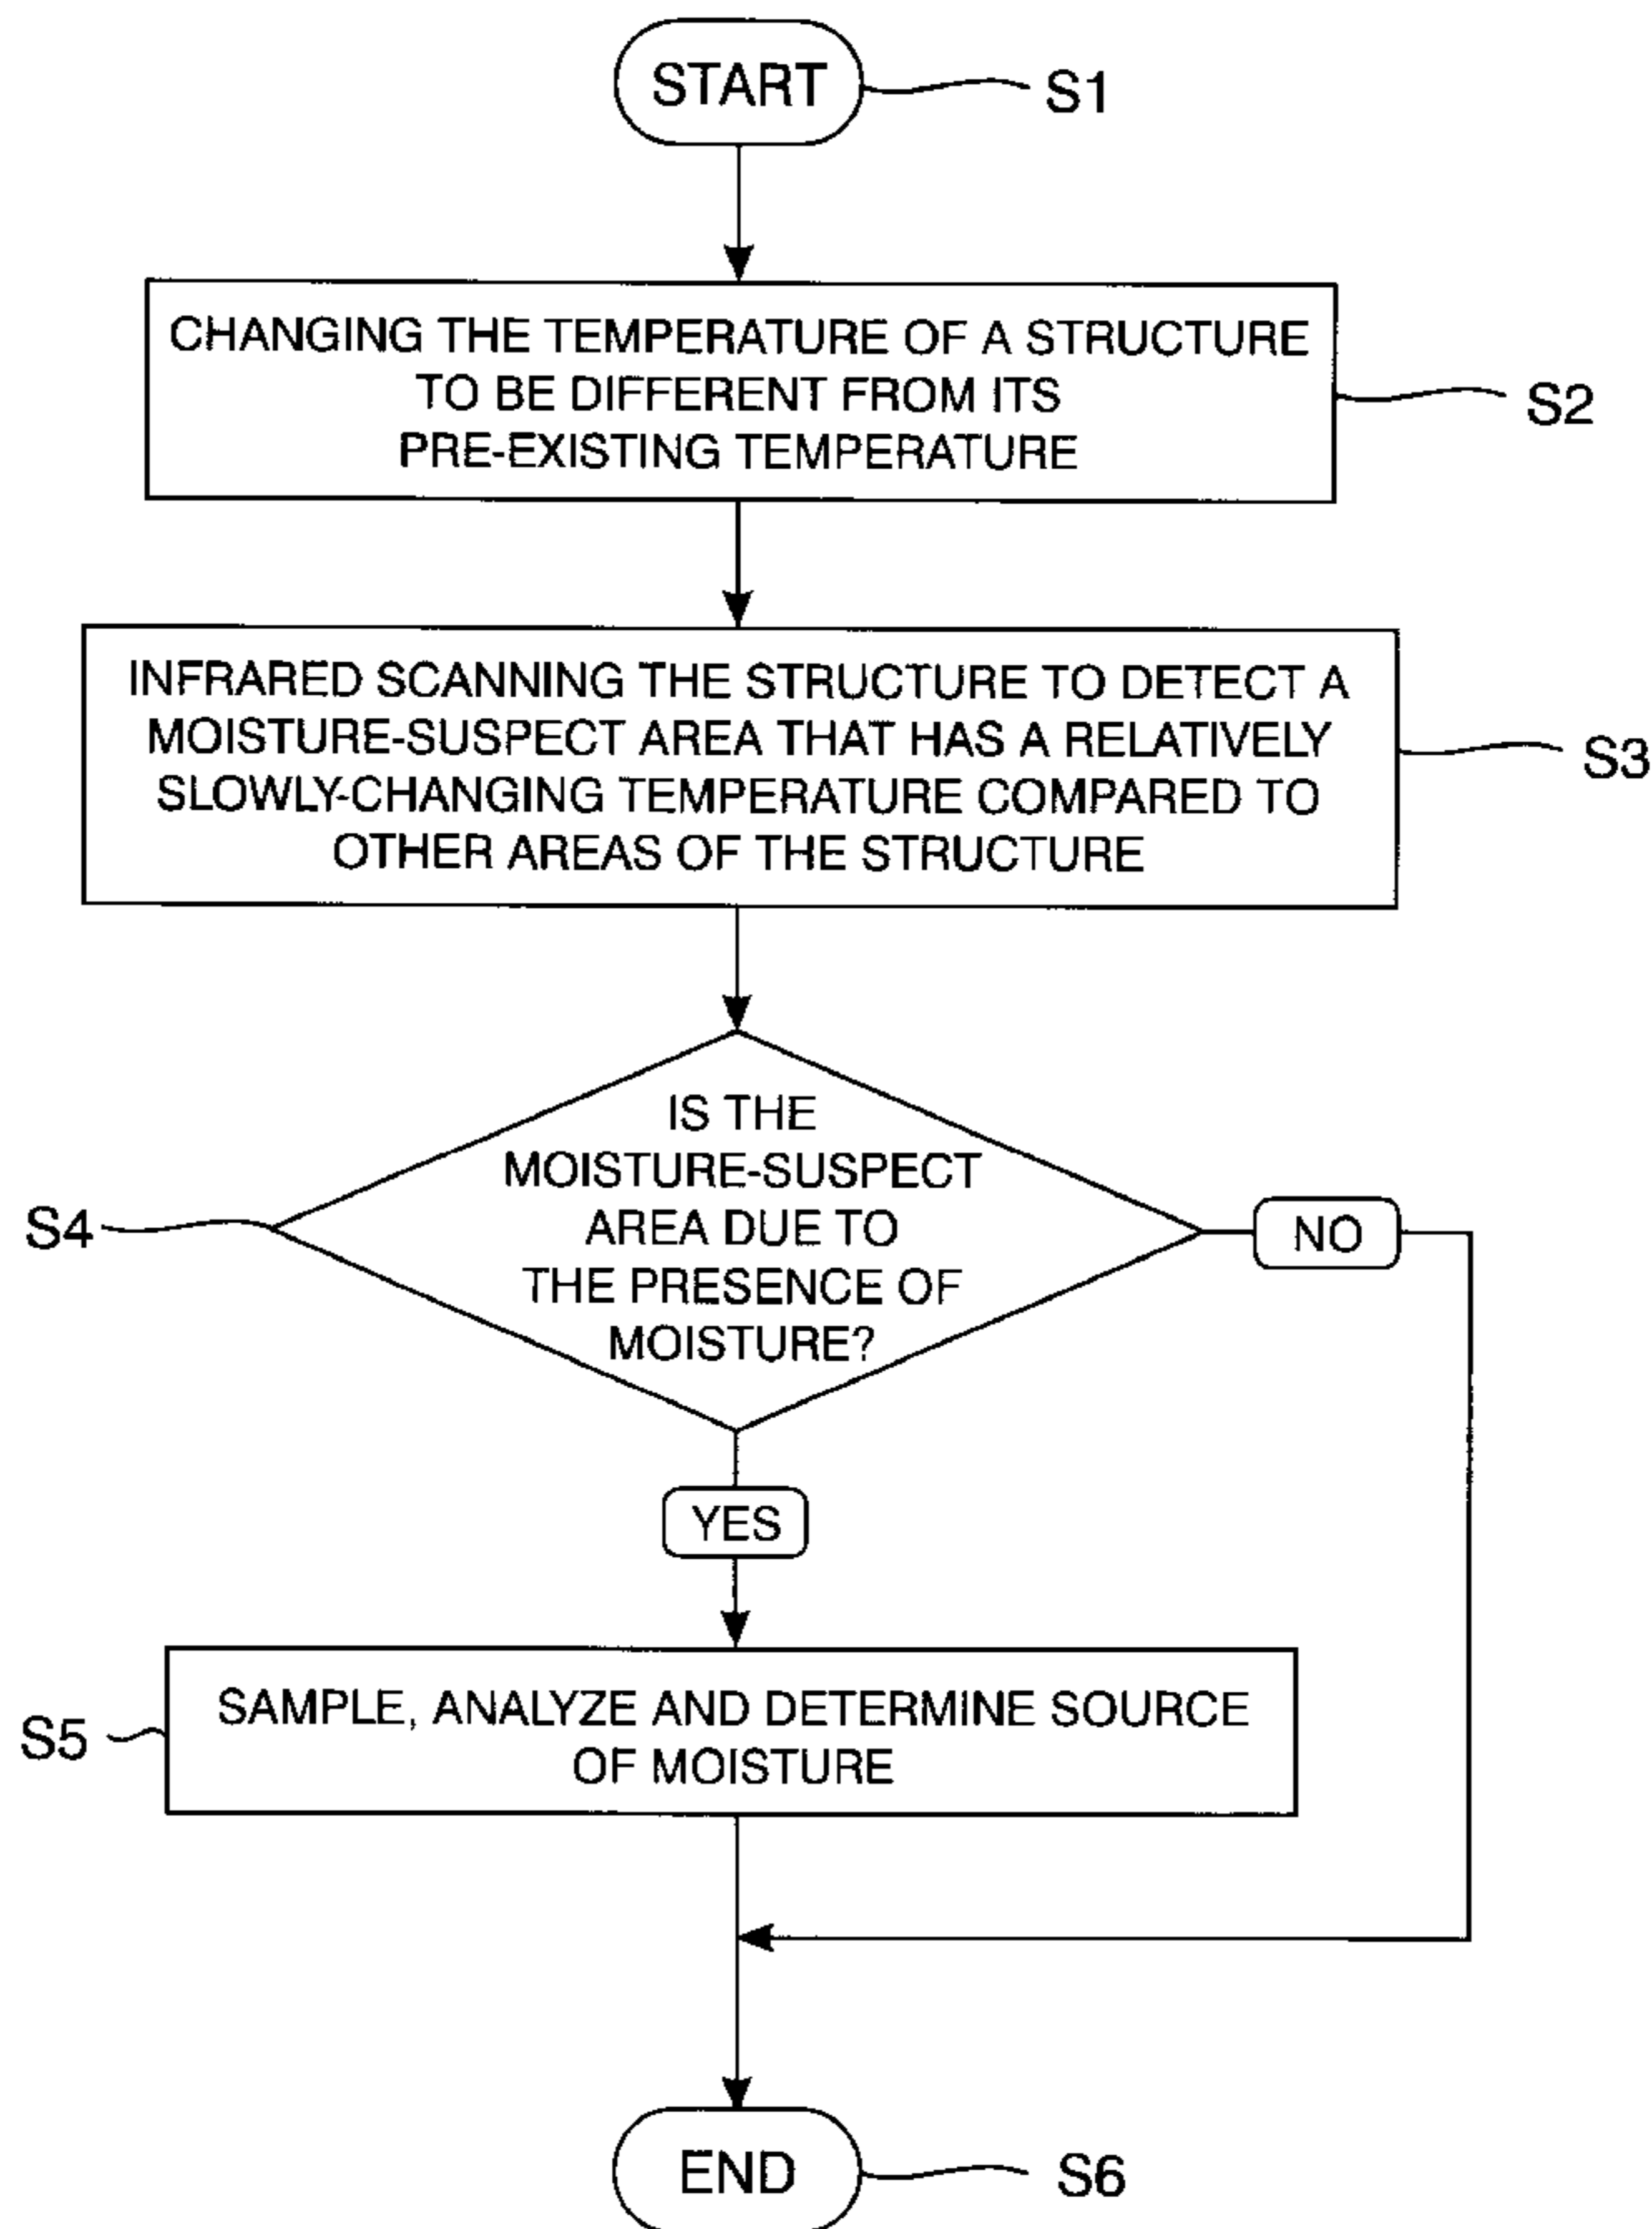 START
S1
CHANGING THE TEMPERATURE OF A STRUCTURE
TO BE DIFFERENT FROM ITS
PRE-EXISTING TEMPERATURE
S2
INFRARED SCANNING THE STRUCTURE TO DETECT A
MOISTURE-SUSPECT AREA THAT HAS A RELATIVELY
SLOWLY-CHANGING TEMPERATURE COMPARED TO
OTHER AREAS OF THE STRUCTURE
S3
IS THE
MOISTURE-SUSPECT
AREA DUE TO
THE PRESENCE OF
MOISTURE?
S4
NO
YES
SAMPLE, ANALYZE AND DETERMINE SOURCE
OF MOISTURE
S5
END
S6